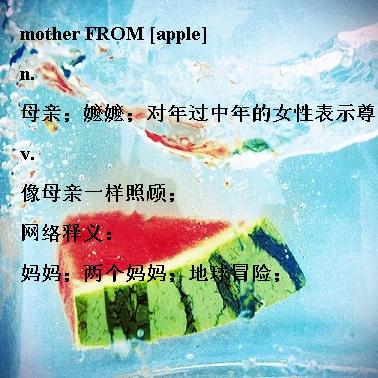 mother FROM [apple]
n.
母亲；嬷嬷；对年过中年的女性表示尊
v.
像母亲一样照顾；
网络释义：
妈妈；两个妈妈；地球冒险；